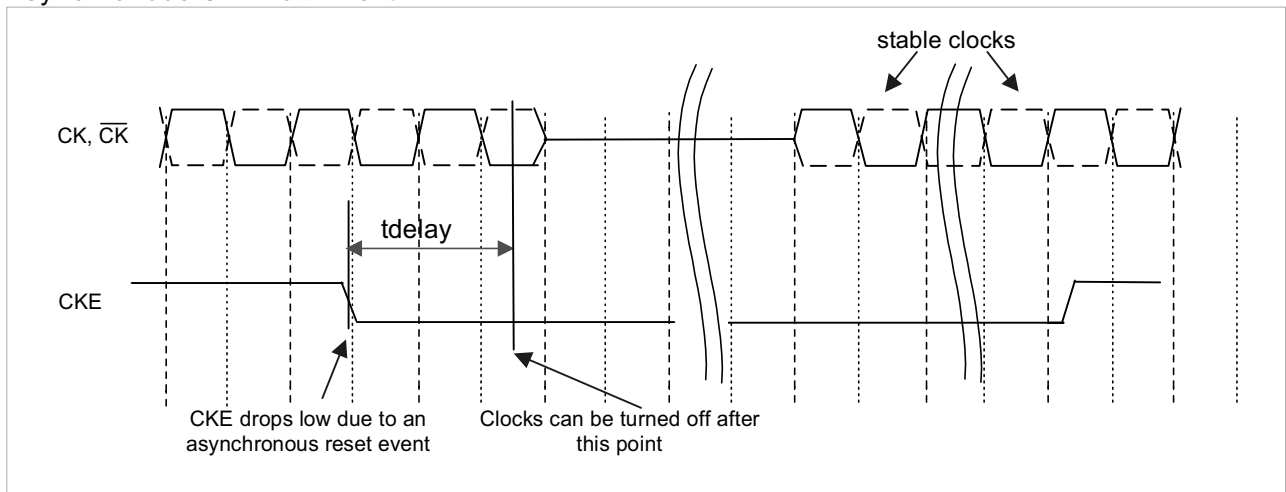 stable clocks
CK, C̅K̅
tdelay
CKE
CKE drops low due to an
asynchronous reset event
Clocks can be turned off after
this point